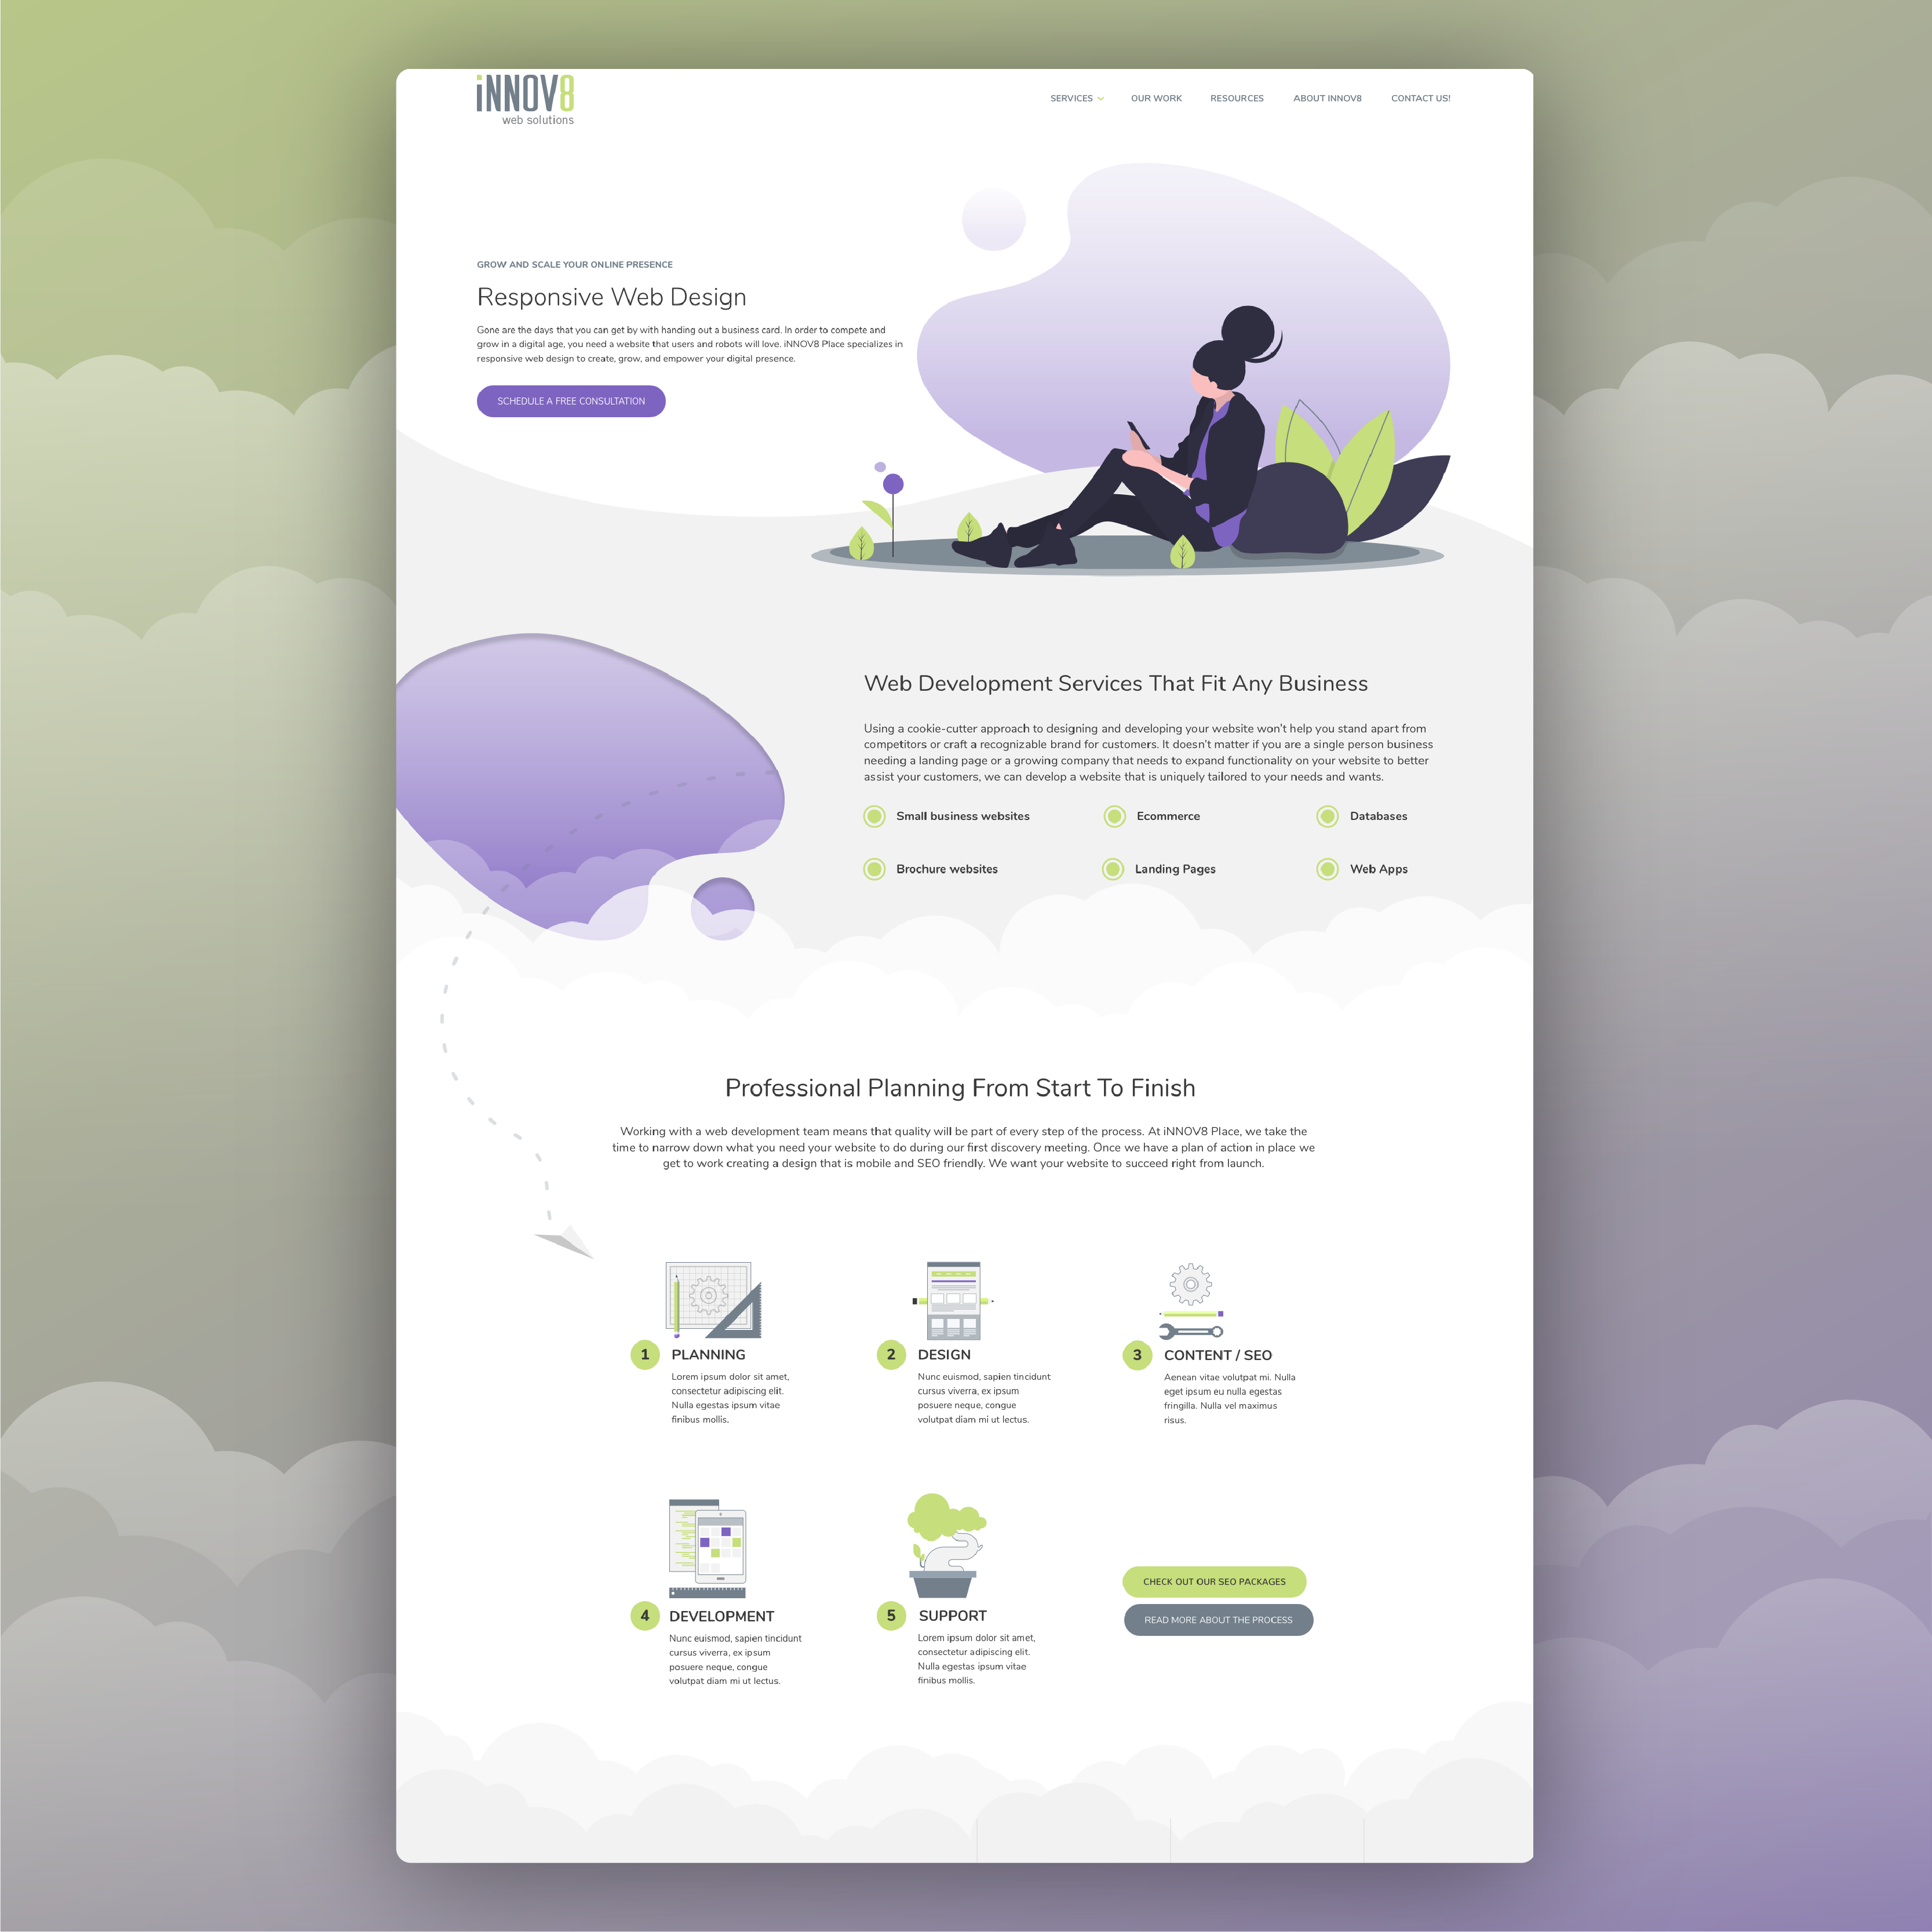 iNNOV8
web solutions
SERVICES
OUR WORK
RESOURCES
ABOUT INNOV8
CONTACT US!
GROW AND SCALE YOUR ONLINE PRESENCE
Responsive Web Design
Gone are the days that you can get by with handing out a business card. In order to compete and
grow in a digital age, you need a website that users and robots will love. iNNOV8 Place specializes in
responsive web design to create, grow, and empower your digital presence.
SCHEDULE A FREE CONSULTATION
Web Development Services That Fit Any Business
Using a cookie-cutter approach to designing and developing your website won't help you stand apart from
competitors or craft a recognizable brand for customers. It doesn't matter if you are a single person business
needing a landing page or a growing company that needs to expand functionality on your website to better
assist your customers, we can develop a website that is uniquely tailored to your needs and wants.
Small business websites
Ecommerce
Databases
Brochure websites
Landing Pages
Web Apps
Professional Planning From Start To Finish
Working with a web development team means that quality will be part of every step of the process. At iNNOV8 Place, we take the
time to narrow down what you need your website to do during our first discovery meeting. Once we have a plan of action in place we
get to work creating a design that is mobile and SEO friendly. We want your website to succeed right from launch.
1 PLANNING
Lorem ipsum dolor sit amet,
consectetur adipiscing elit.
Nulla egestas ipsum vitae
finibus mollis.
2 DESIGN
Nunc euismod, sapien tincidunt
cursus viverra, ex ipsum
posuere neque, congue
volutpat diam mi ut lectus.
3 CONTENT / SEO
Aenean vitae volutpat mi. Nulla
eget ipsum eu nulla egestas
fringilla. Nulla vel maximus
risus.
4 DEVELOPMENT
Nunc euismod, sapien tincidunt
cursus viverra, ex ipsum
posuere neque, congue
volutpat diam mi ut lectus.
5 SUPPORT
Lorem ipsum dolor sit amet,
consectetur adipiscing elit.
Nulla egestas ipsum vitae
finibus mollis.
CHECK OUT OUR SEO PACKAGES
READ MORE ABOUT THE PROCESS